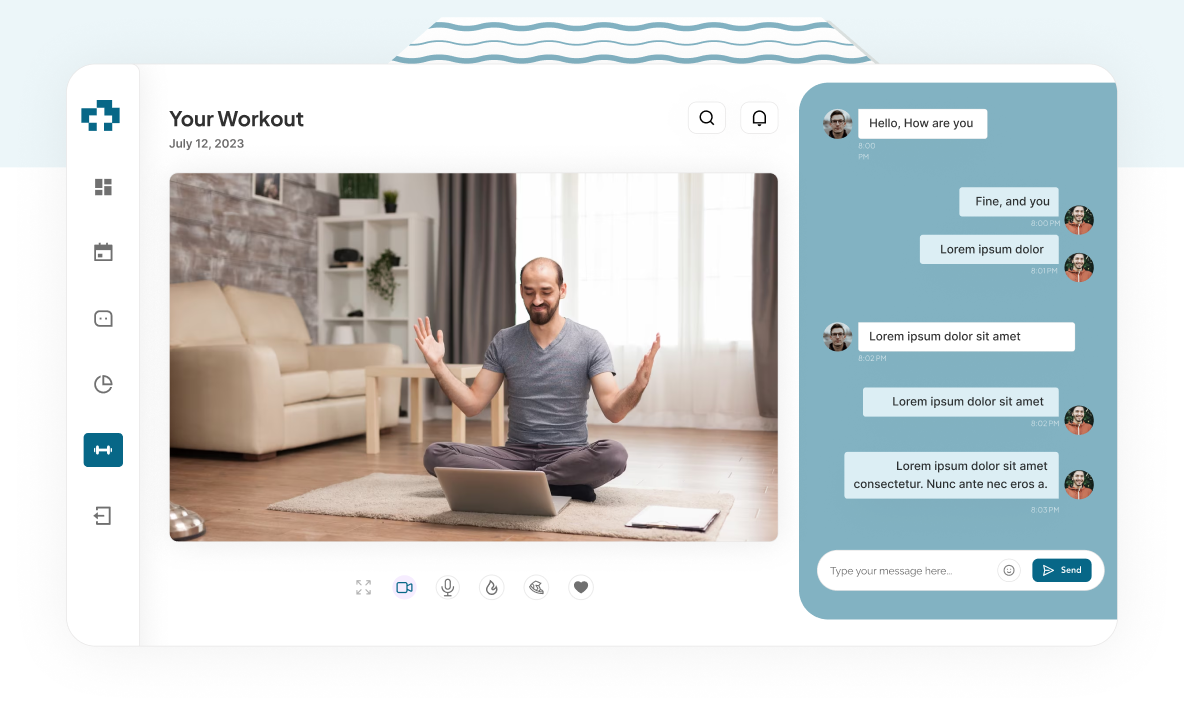 Your Workout
July 12, 2023
Hello, How are you
8:00
PM
Fine, and you
8:00 PM
Lorem ipsum dolor
8:01 PM
Lorem ipsum dolor sit amet
8:02 PM
Lorem ipsum dolor sit amet
8:02 PM
Lorem ipsum dolor sit amet
consectetur. Nunc ante nec eros a.
8:03 PM
Type your message here...
Send